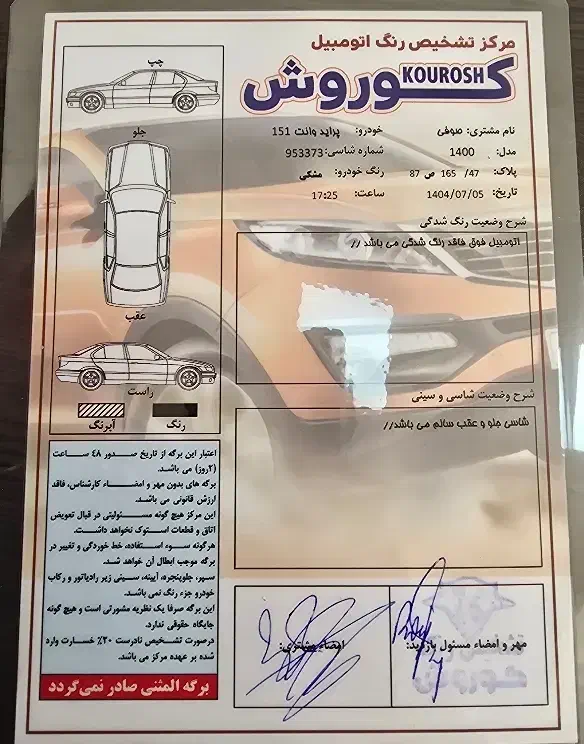 مرکز تشخیص رنگ اتومبیل
کوروش KOUROSH
نام مشتری: صوفی خودرو: پراید وانت 151
مدل: 1400 شماره شاسی: 953373
پلاک: 47/ 165 ص 87 رنگ خودرو: مشکی
تاریخ: 1404/07/05 ساعت: 17:25
شرح وضعیت رنگ شدگی
اتومبیل فوق فاقد رنگ شدگی می باشد //
شرح وضعیت شاسی و سینی
شاسی جلو و عقب سالم می باشد//
مهر و امضاء مسئول بازدید:
امضاء مشتری:
چپ
جلو
عقب
راست
رنگ
آبرنگ
اعتبار این برگه از تاریخ صدور ۴۸ ساعت
(۲روز) می باشد.
برگه های بدون مهر و امضاء کارشناس، فاقد
ارزش قانونی می باشد.
این مرکز هیچ گونه مسئولیتی در قبال تعویض
اتاق و قطعات استوک نخواهد داشت.
هرگونه سوء استفاده، خط خوردگی و تغییر در
برگه موجب ابطال آن خواهد شد.
سپر، جلوپنجره، آیینه، سینی زیر رادیاتور و رکاب
خودرو جزء رنگ نمی باشد.
این برگه صرفا یک نظریه مشورتی است و هیچ گونه
جایگاه حقوقی ندارد.
درصورت تشخیص نادرست ۲۰٪ خسارت وارد
شده بر عهده مرکز می باشد.
برگه المثنی صادر نمی‌گردد